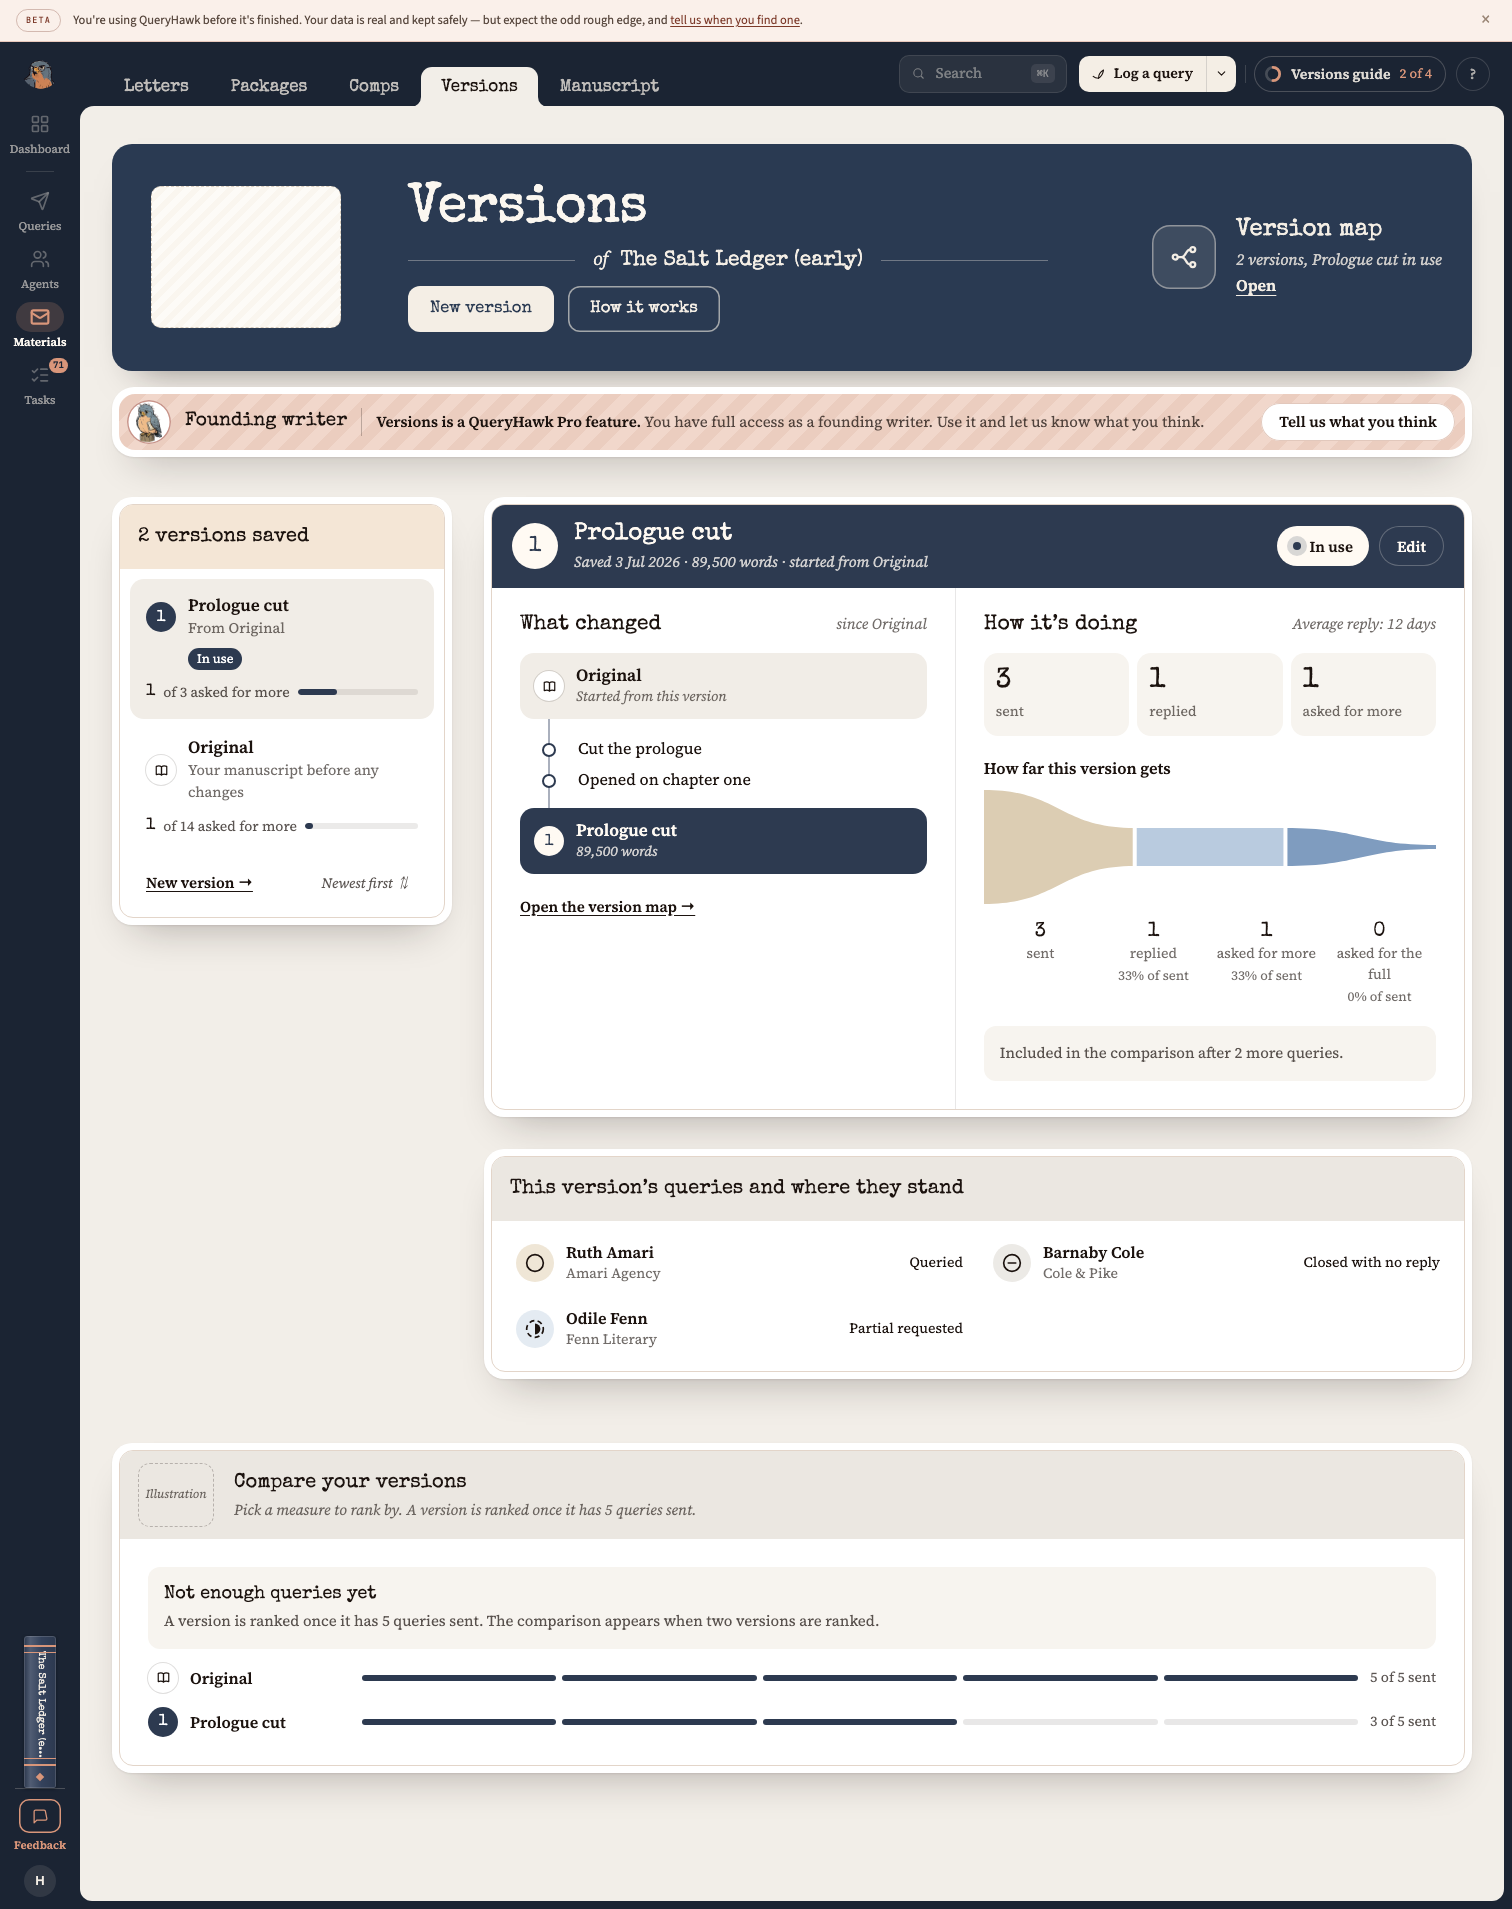 BETA
You're using QueryHawk before it's finished. Your data is real and kept safely — but expect the odd rough edge, and tell us when you find one.
×
Letters
Packages
Comps
Versions
Manuscript
Search
⌘K
Log a query
Versions guide 2 of 4
?
Dashboard
Queries
Agents
Materials
71
Tasks
Versions
of The Salt Ledger (early)
New version
How it works
Version map
2 versions, Prologue cut in use
Open
Founding writer
Versions is a QueryHawk Pro feature. You have full access as a founding writer. Use it and let us know what you think.
Tell us what you think
2 versions saved
1
Prologue cut
From Original
In use
1 of 3 asked for more
Original
Your manuscript before any
changes
1 of 14 asked for more
New version →
Newest first ⇅
1
Prologue cut
Saved 3 Jul 2026 · 89,500 words · started from Original
In use
Edit
What changed
since Original
Original
Started from this version
Cut the prologue
Opened on chapter one
1
Prologue cut
89,500 words
Open the version map →
How it's doing
Average reply: 12 days
3
sent
1
replied
1
asked for more
How far this version gets
3
sent
1
replied
33% of sent
1
asked for more
33% of sent
0
asked for the
full
0% of sent
Included in the comparison after 2 more queries.
This version's queries and where they stand
Ruth Amari
Amari Agency
Queried
Barnaby Cole
Cole & Pike
Closed with no reply
Odile Fenn
Fenn Literary
Partial requested
Illustration
Compare your versions
Pick a measure to rank by. A version is ranked once it has 5 queries sent.
Not enough queries yet
A version is ranked once it has 5 queries sent. The comparison appears when two versions are ranked.
Original
5 of 5 sent
1
Prologue cut
3 of 5 sent
The Salt Ledger (e...
Feedback
H